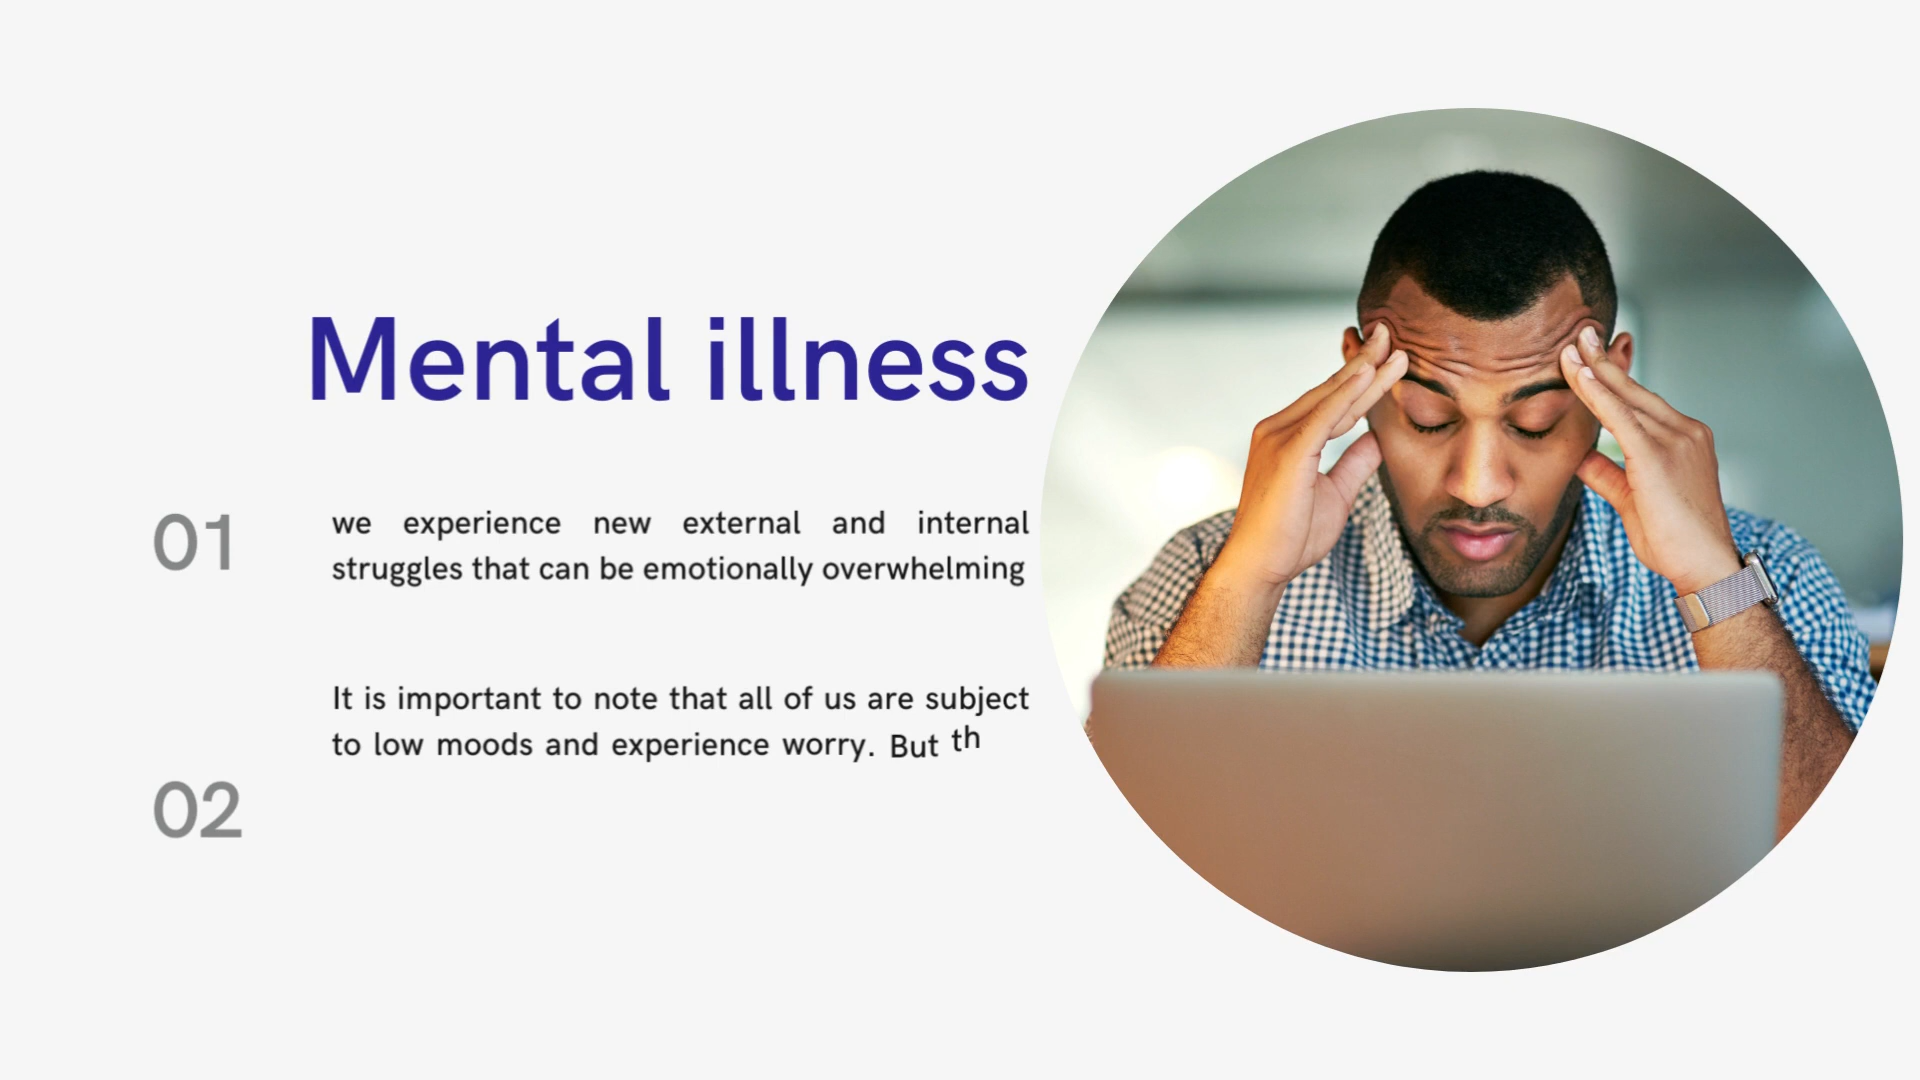 Mental illness
01
we experience new external and internal
struggles that can be emotionally overwhelming
It is important to note that all of us are subject
to low moods and experience worry. But th
02